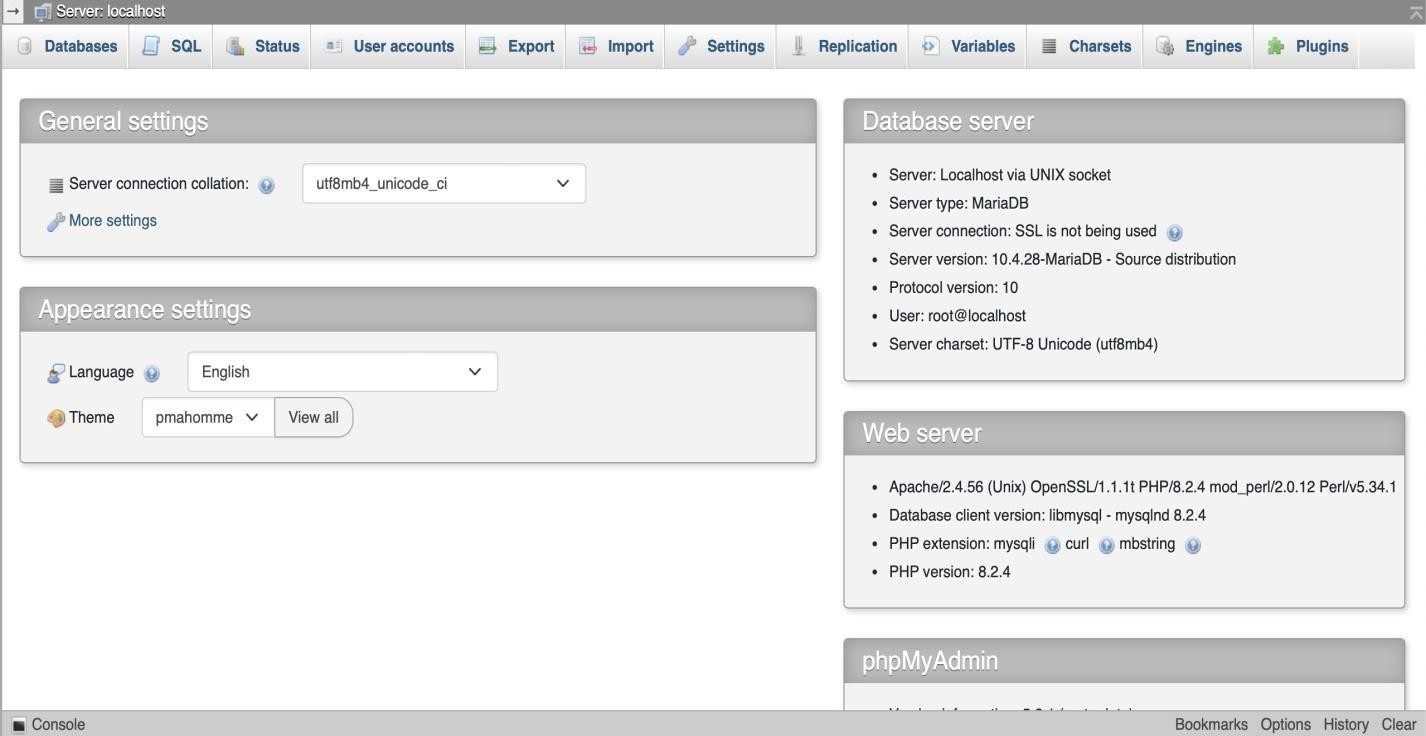 Server: localhost
Databases SQL Status User accounts Export Import Settings Replication Variables Charsets Engines Plugins
General settings
Server connection collation: utf8mb4_unicode_ci
More settings
Appearance settings
Language English
Theme pmahomme View all
Database server
• Server: Localhost via UNIX socket
• Server type: MariaDB
• Server connection: SSL is not being used
• Server version: 10.4.28-MariaDB - Source distribution
• Protocol version: 10
• User: root@localhost
• Server charset: UTF-8 Unicode (utf8mb4)
Web server
• Apache/2.4.56 (Unix) OpenSSL/1.1.1t PHP/8.2.4 mod_perl/2.0.12 Perl/v5.34.1
• Database client version: libmysql - mysqlnd 8.2.4
• PHP extension: mysqli curl mbstring
• PHP version: 8.2.4
phpMyAdmin
Console Bookmarks Options History Clear